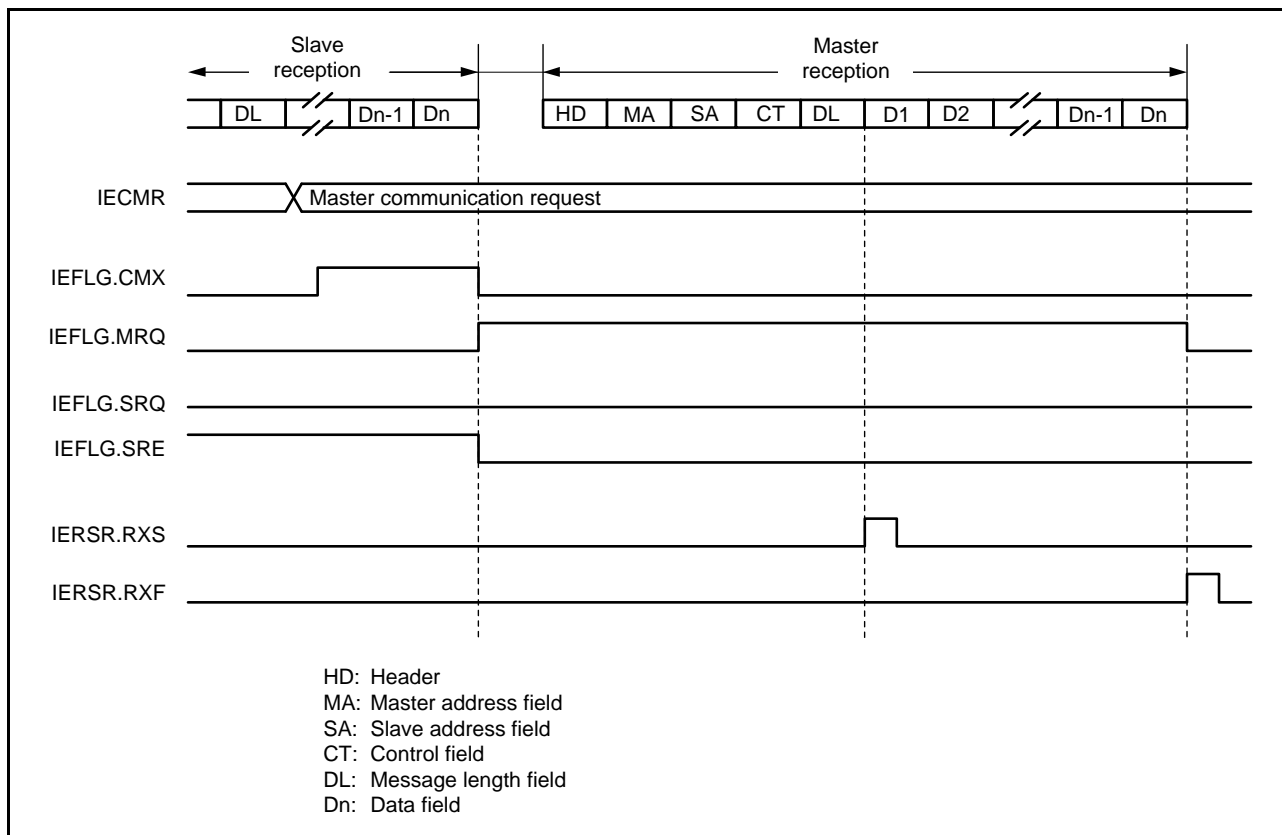 Slave
reception
Master
reception
DL Dn-1 Dn HD MA SA CT DL D1 D2 Dn-1 Dn
IECMR Master communication request
IEFLG.CMX
IEFLG.MRQ
IEFLG.SRQ
IEFLG.SRE
IERSR.RXS
IERSR.RXF
HD: Header
MA: Master address field
SA: Slave address field
CT: Control field
DL: Message length field
Dn: Data field